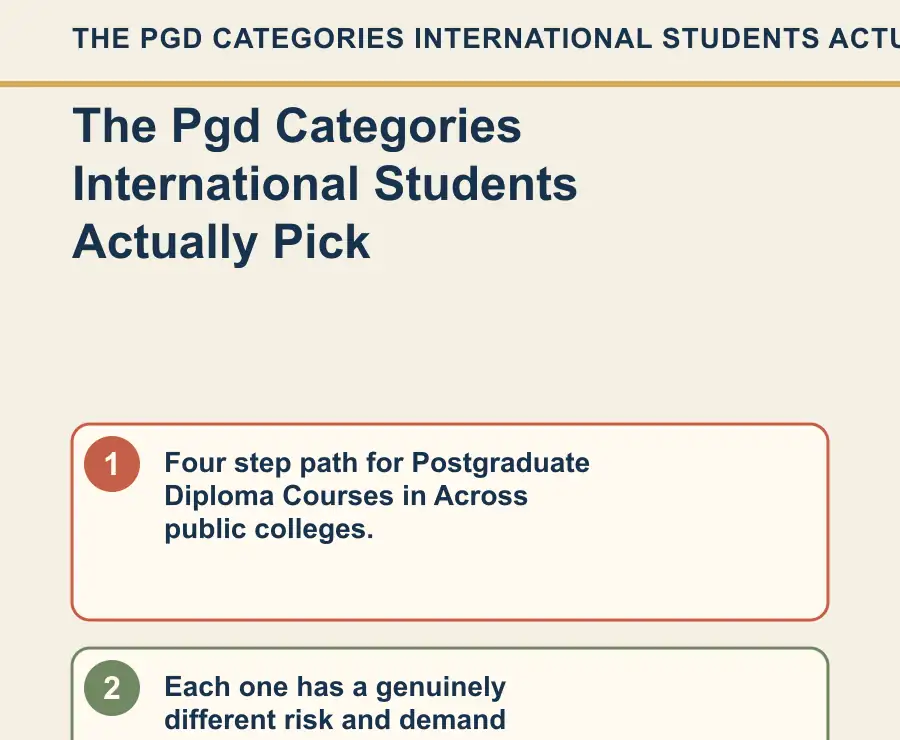 THE PGD CATEGORIES INTERNATIONAL STUDENTS
The Pgd Categories
International Students
Actually Pick
1
Four step path for Postgraduate
Diploma Courses in Across
public colleges.
2
Each one has a genuinely
different risk and demand